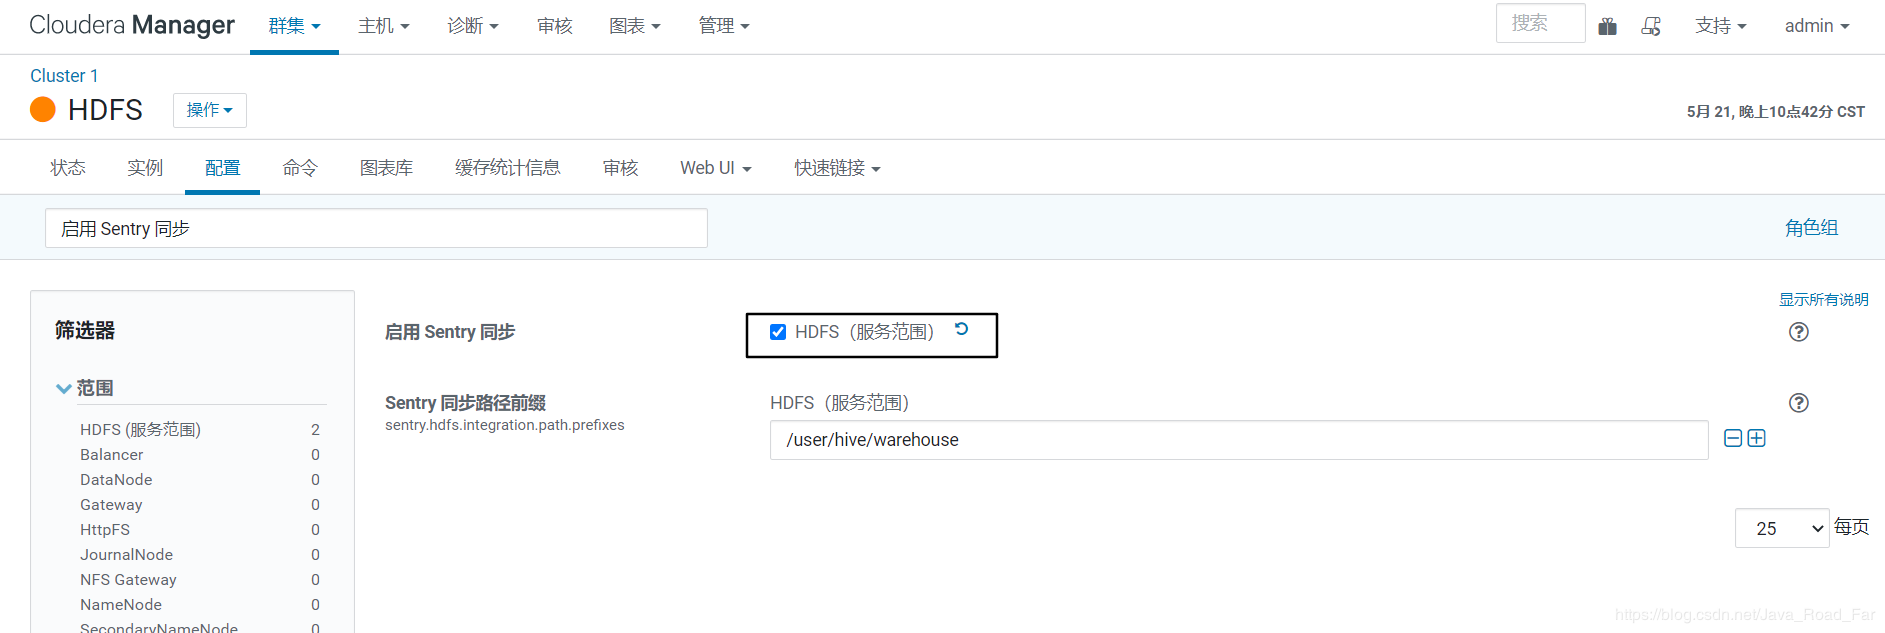 Cloudera Manager 群集 主机 诊断 审核 图表 管理 搜索 支持 admin
Cluster 1
HDFS 操作
5月 21, 晚上10点42分 CST
状态 实例 配置 命令 图表库 缓存统计信息 审核 Web UI 快速链接
启用 Sentry 同步 角色组
显示所有说明
筛选器
范围
HDFS (服务范围) 2
Balancer 0
DataNode 0
Gateway 0
HttpFS 0
JournalNode 0
NFS Gateway 0
NameNode 0
SecondaryNameNode 0
启用 Sentry 同步 HDFS（服务范围）
Sentry 同步路径前缀 HDFS（服务范围）
sentry.hdfs.integration.path.prefixes
/user/hive/warehouse
25 每页
https://blog.csdn.net/Java_Road_Far